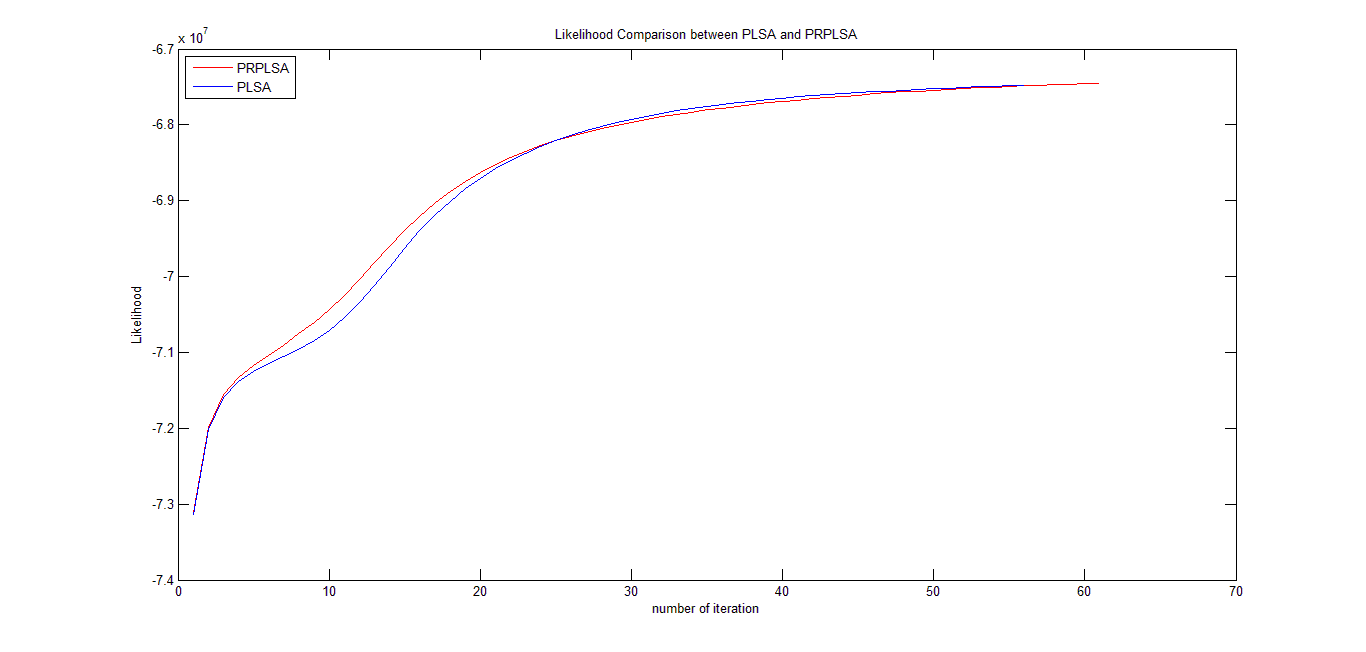 Likelihood Comparison between PLSA and PRPLSA
x 10^7
-6.7
-6.8
-6.9
-7
-7.1
-7.2
-7.3
-7.4
Likelihood
PRPLSA
PLSA
0 10 20 30 40 50 60 70
number of iteration